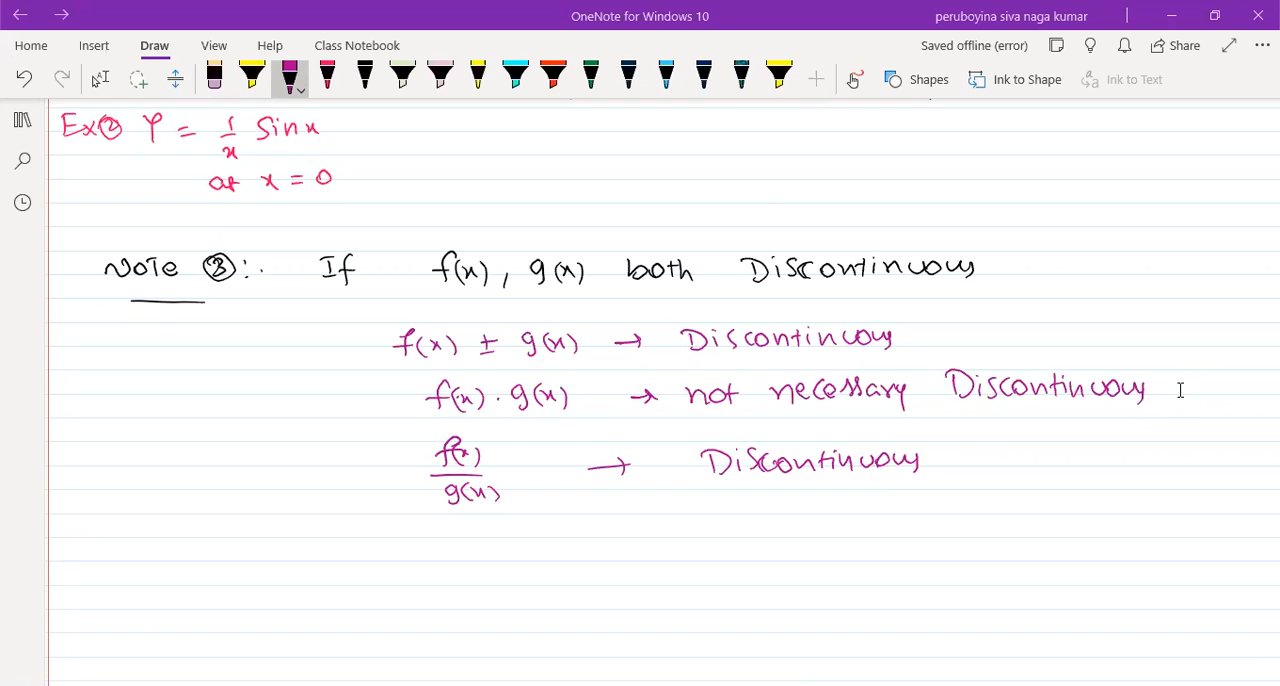 OneNote for Windows 10
peruboyina siva naga kumar
Home Insert Draw View Help Class Notebook Saved offline (error) Share
Shapes Ink to Shape Ink to Text
Ex② Y = 1/x Sinx
at x = 0
Note ③:. If f(x), g(x) both Discontinuous
f(x) ± g(x) → Discontinuous
f(x) . g(x) → not necessary Discontinuous
f(x)/g(x) → Discontinuous